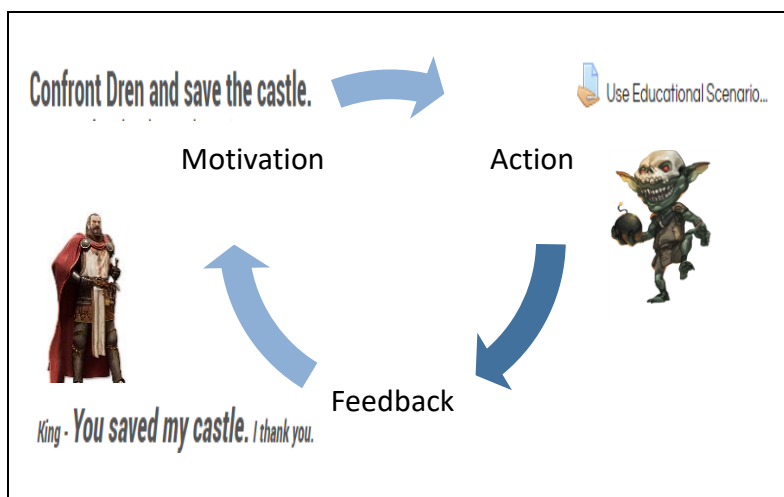 Confront Dren and save the castle.
Use Educational Scenario...
Motivation
Action
Feedback
King - You saved my castle. I thank you.